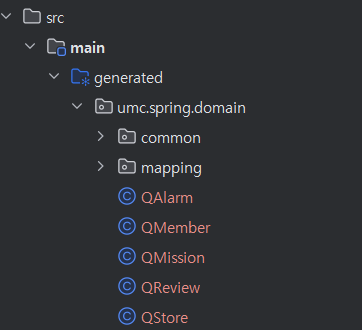 src
main
generated
umc.spring.domain
common
mapping
QAlarm
QMember
QMission
QReview
QStore